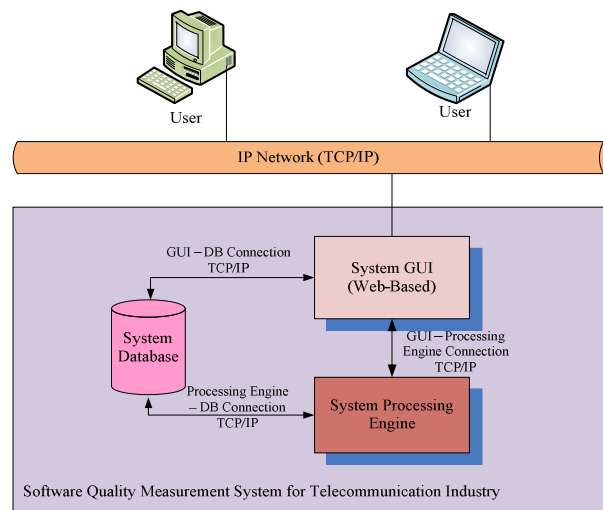 User
User
IP Network (TCP/IP)
GUI – DB Connection
TCP/IP
System GUI
(Web-Based)
System
Database
GUI – Processing
Engine Connection
TCP/IP
Processing Engine
– DB Connection
TCP/IP
System Processing
Engine
Software Quality Measurement System for Telecommunication Industry